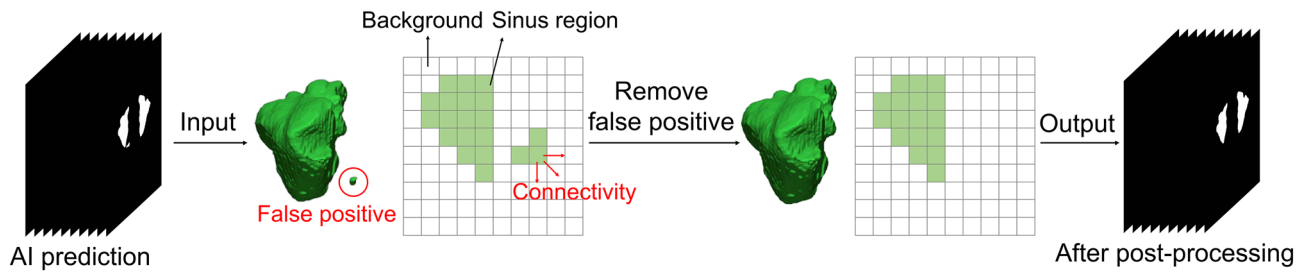 Background
Sinus region
Input
Remove
false positive
Output
Connectivity
False positive
AI prediction
After post-processing